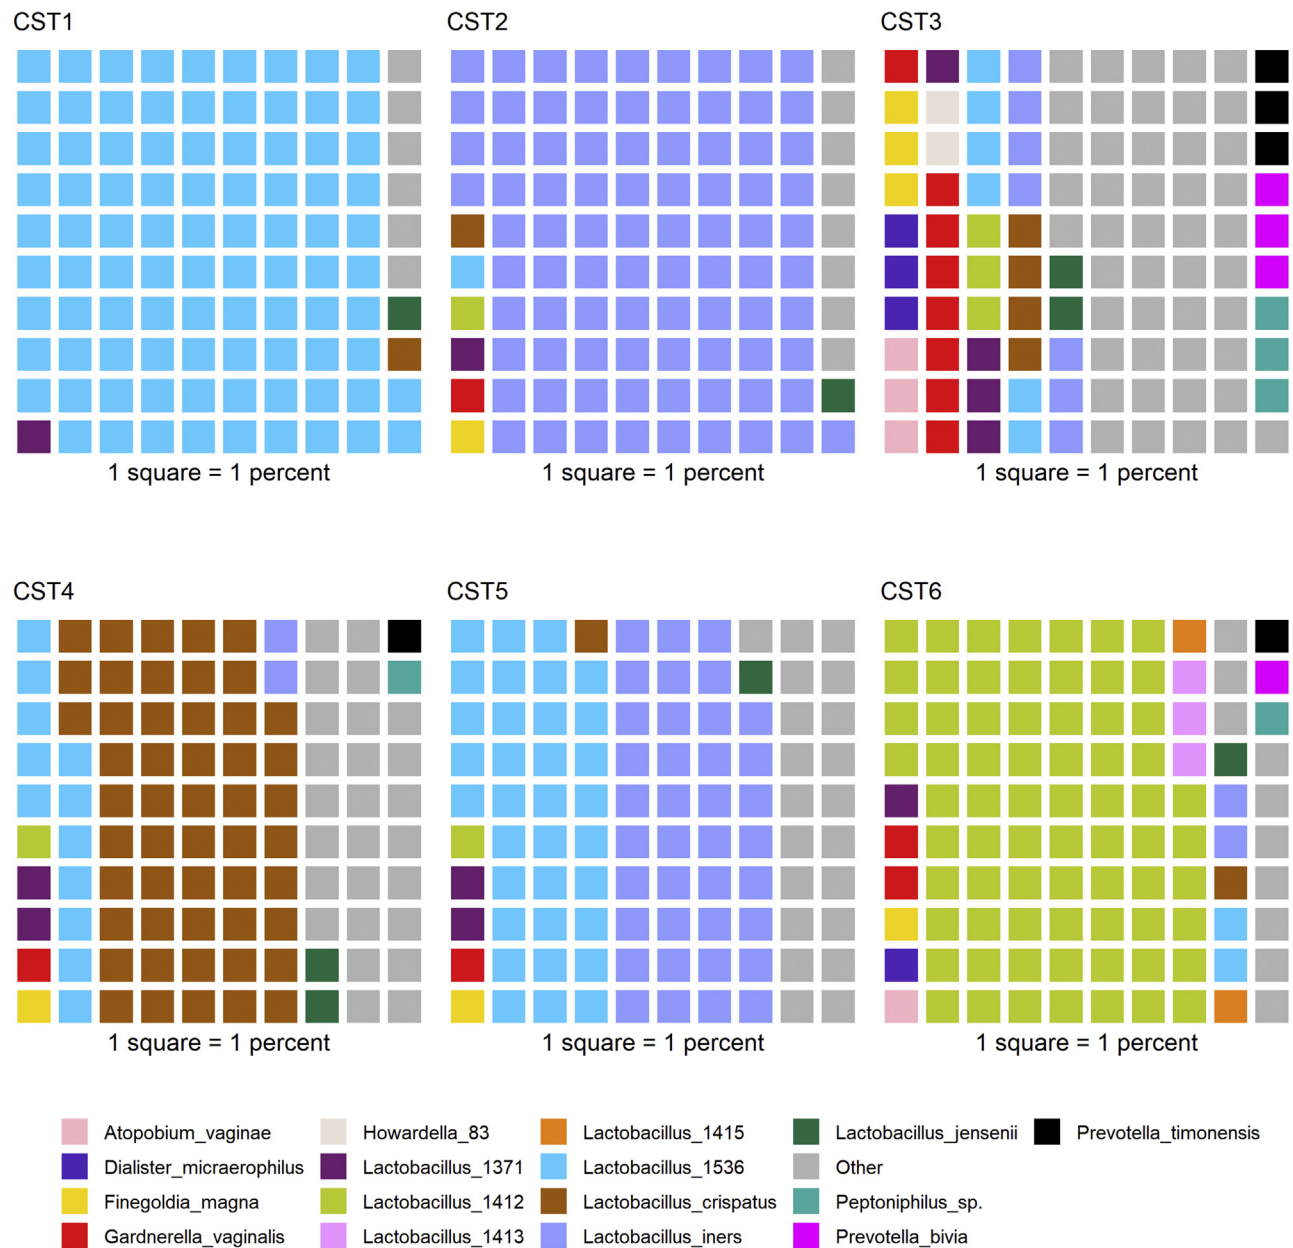 CST1 CST2 CST3
1 square = 1 percent 1 square = 1 percent 1 square = 1 percent
CST4 CST5 CST6
1 square = 1 percent 1 square = 1 percent 1 square = 1 percent
Atopobium_vaginae Howardella_83 Lactobacillus_1415 Lactobacillus_jensenii Prevotella_timonensis
Dialister_micraerophilus Lactobacillus_1371 Lactobacillus_1536 Other
Finegoldia_magna Lactobacillus_1412 Lactobacillus_crispatus Peptoniphilus_sp.
Gardnerella_vaginalis Lactobacillus_1413 Lactobacillus_iners Prevotella_bivia